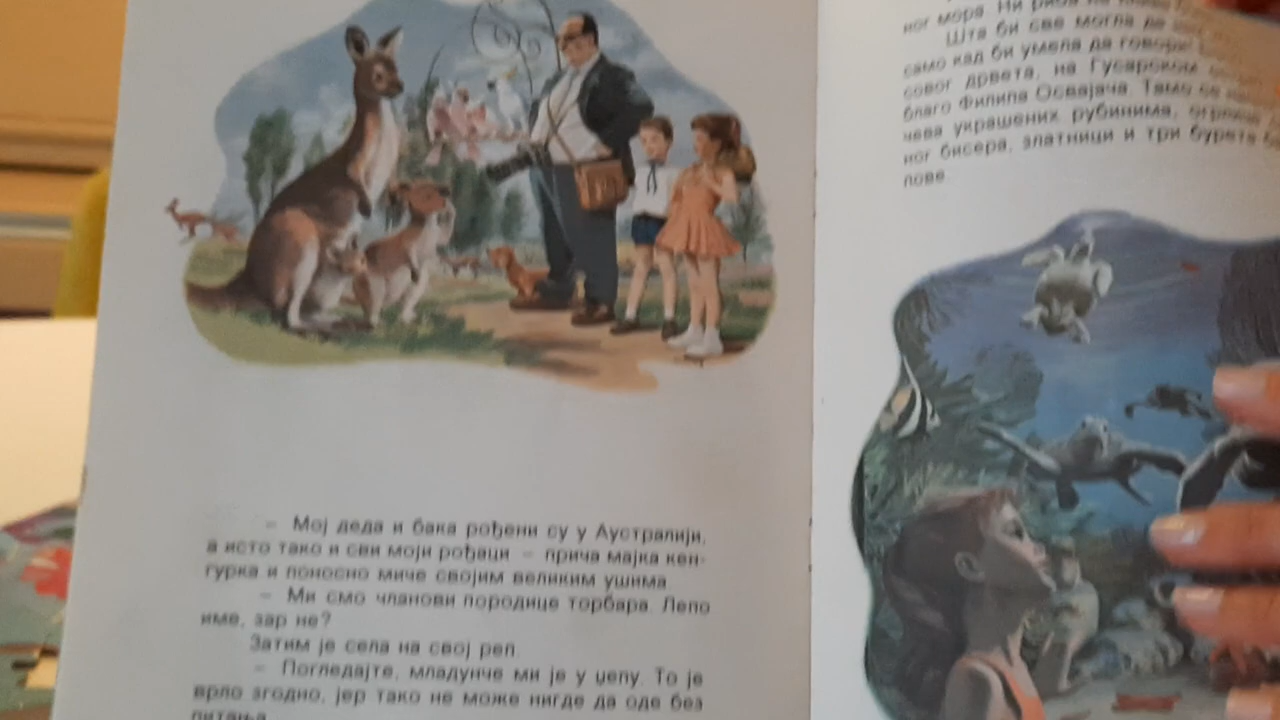 – Мој деда и бака рођени су у Аустралији,
а исто тако и сви моји рођаци – прича мајка кен-
гурка и поносно миче својим великим ушима.
– Ми смо чланови породице торбара. Лепо
име, зар не?
Затим је села на свој реп.
– Погледајте, младунче ми је у џепу. То је
врло згодно, јер тако не може нигде да оде без
питања.
ног мора. Ни риба не
Шта би све могла да
само кад би умела да говори
совог дрвета, на Гусарском
благо Филипа Освајача. Тамо се
чева украшених рубинима,
ног бисера, златници и три бурета
лове.